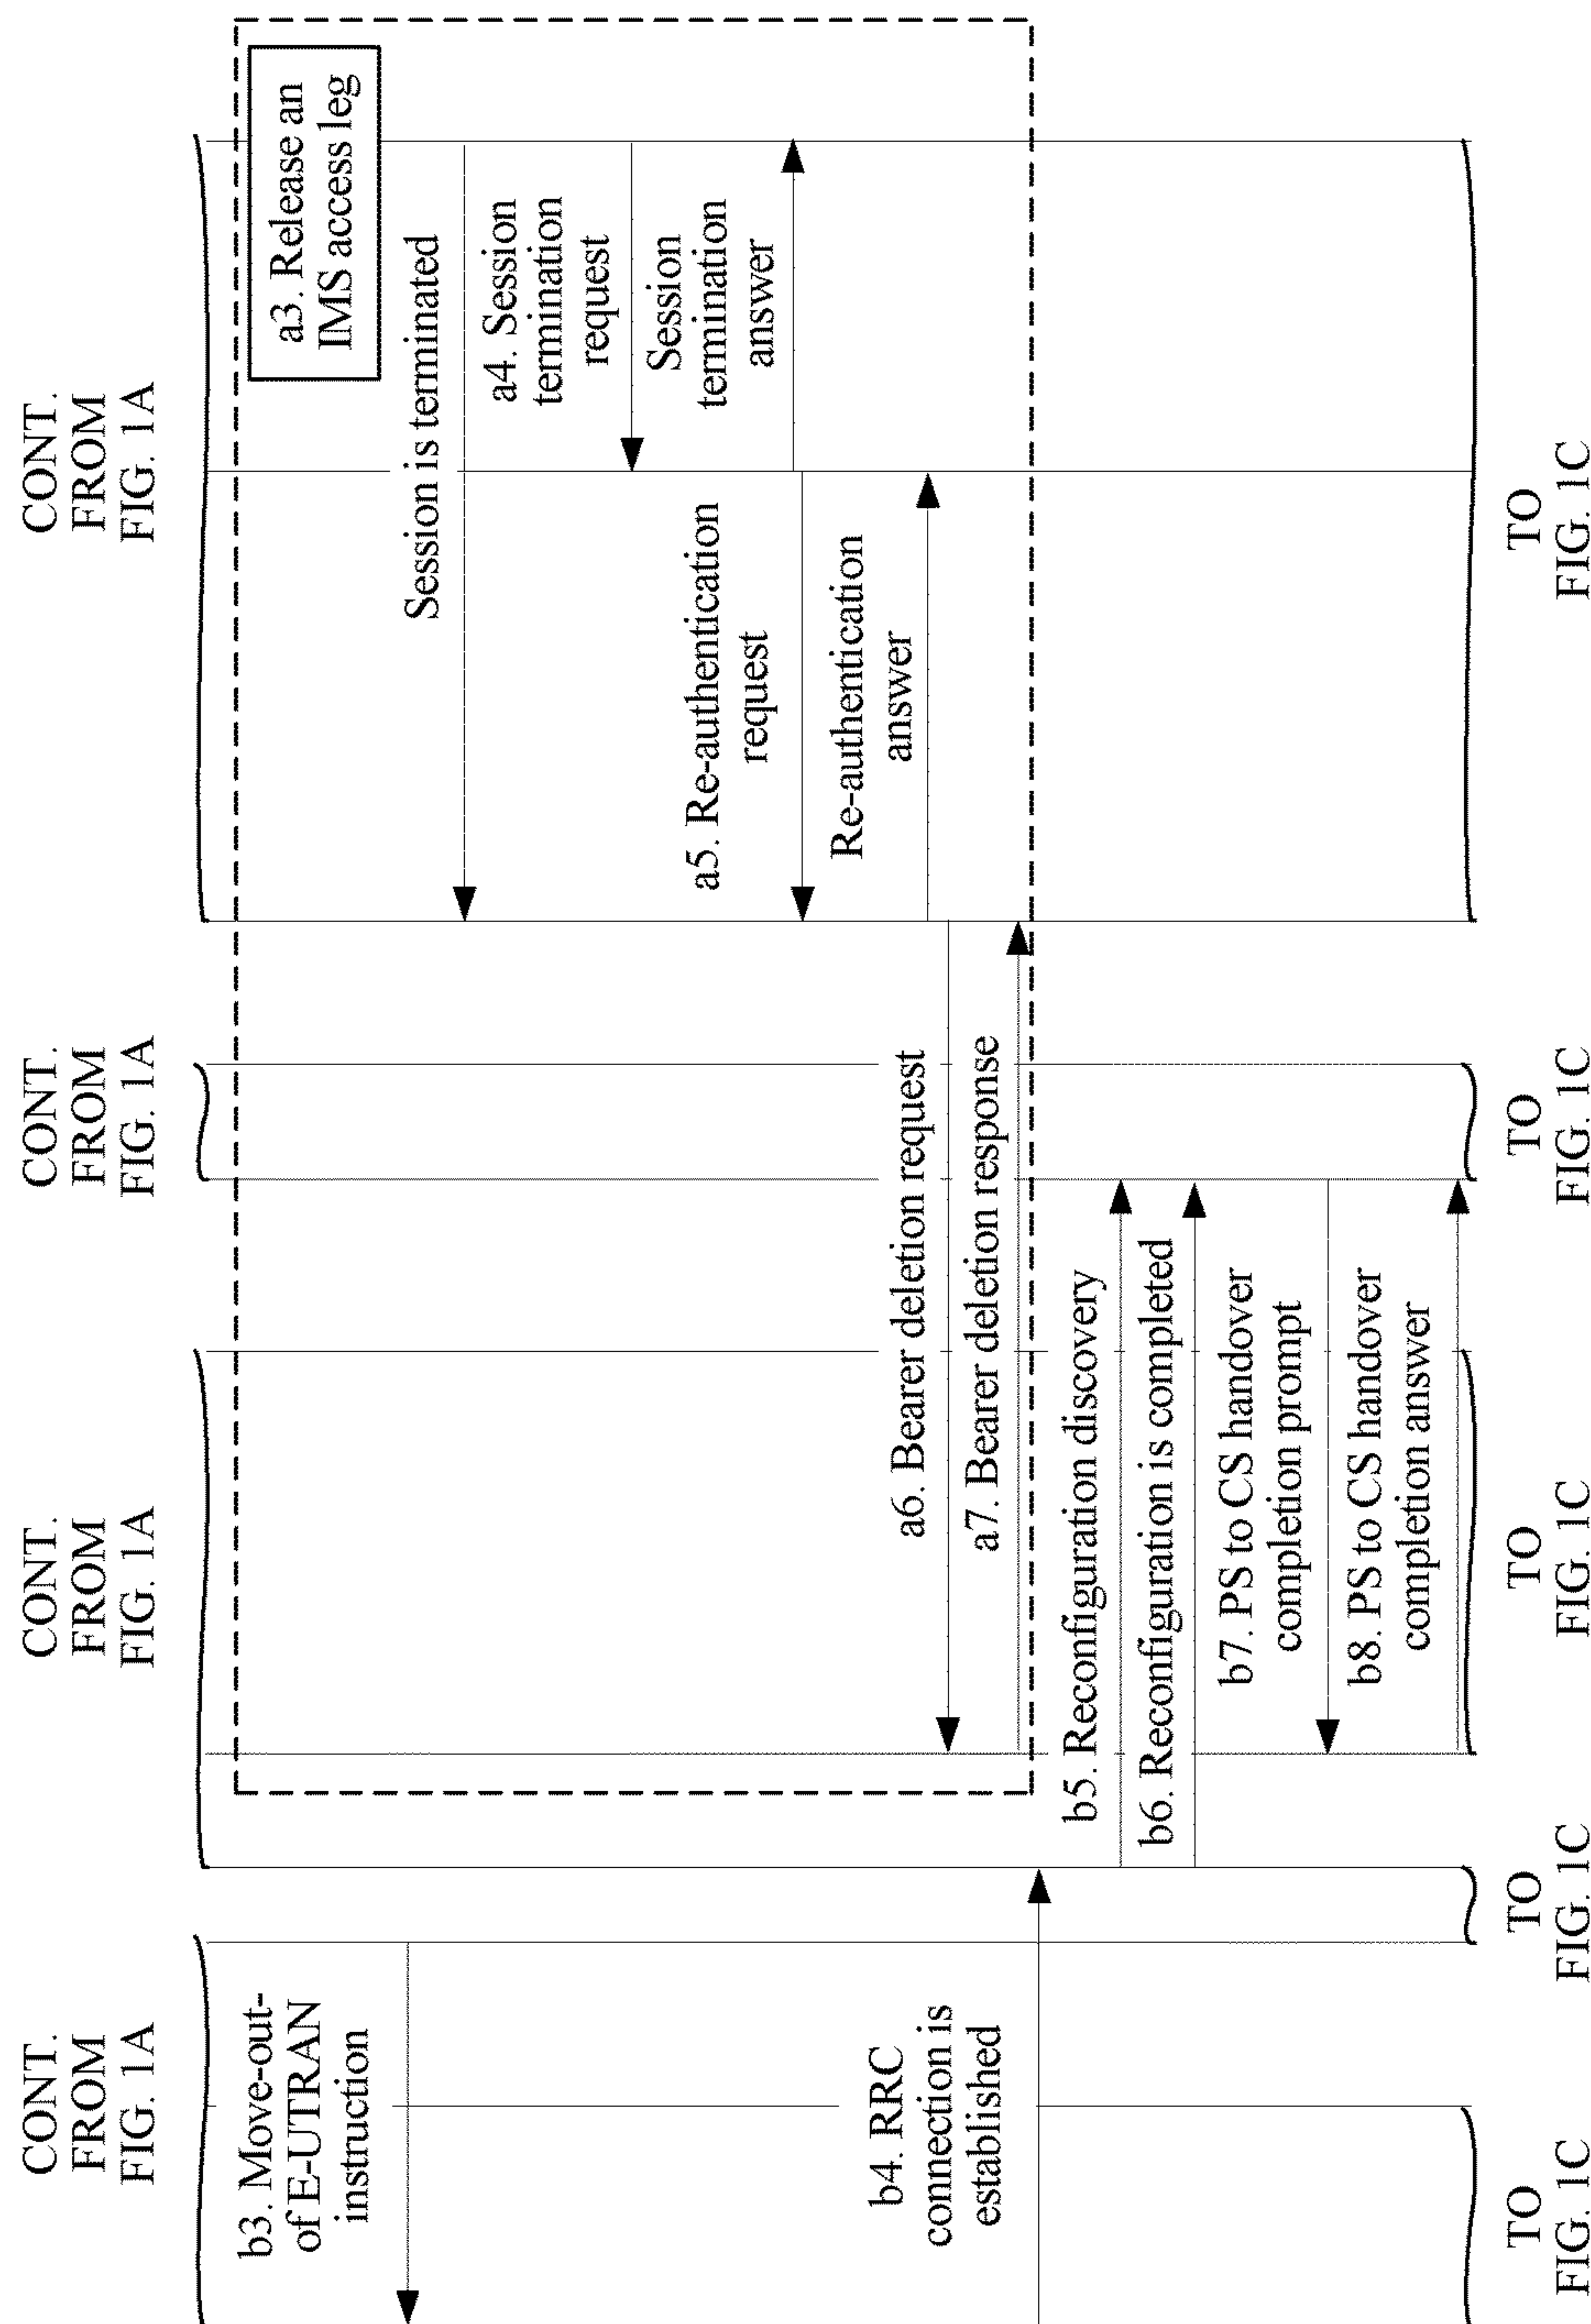 CONT.
FROM
FIG. 1A
CONT.
FROM
FIG. 1A
CONT.
FROM
FIG. 1A
CONT.
FROM
FIG. 1A
b3. Move-out-
of E-UTRAN
instruction
a3. Release an
IMS access leg
Session is terminated
a4. Session
termination
request
Session
termination
answer
a5. Re-authentication
request
Re-authentication
answer
a6. Bearer deletion request
a7. Bearer deletion response
b4. RRC
connection is
established
b5. Reconfiguration discovery
b6. Reconfiguration is completed
b7. PS to CS handover
completion prompt
b8. PS to CS handover
completion answer
TO
FIG. 1C
TO
FIG. 1C
TO
FIG. 1C
TO
FIG. 1C
TO
FIG. 1C